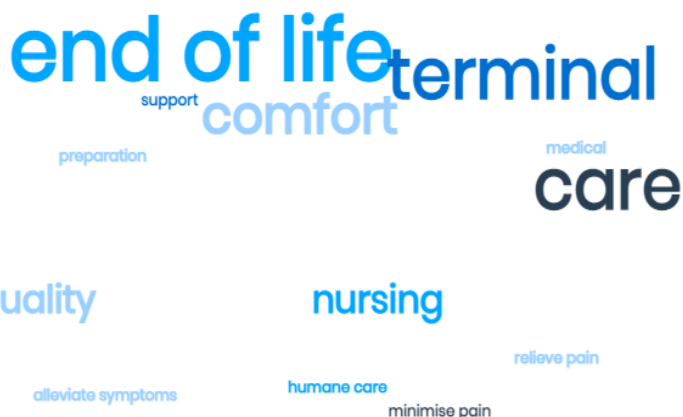 end of life
terminal
support
comfort
preparation
medical
care
uality
nursing
relieve pain
alleviate symptoms
humane care
minimise pain